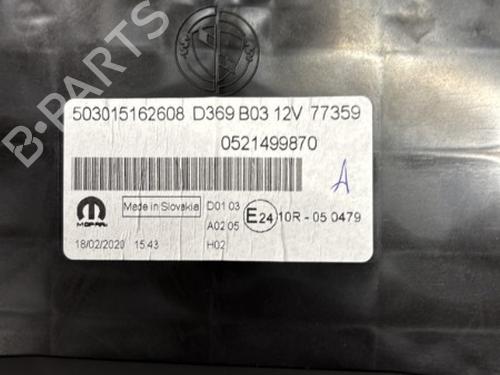 B-PARTS
503015162608 D369 B03 12V 77359
0521499870
A
MOPAR
Made in Slovakia
D01 03
A02 05
H02
E24
10R - 05 0479
18/02/2020 15:43